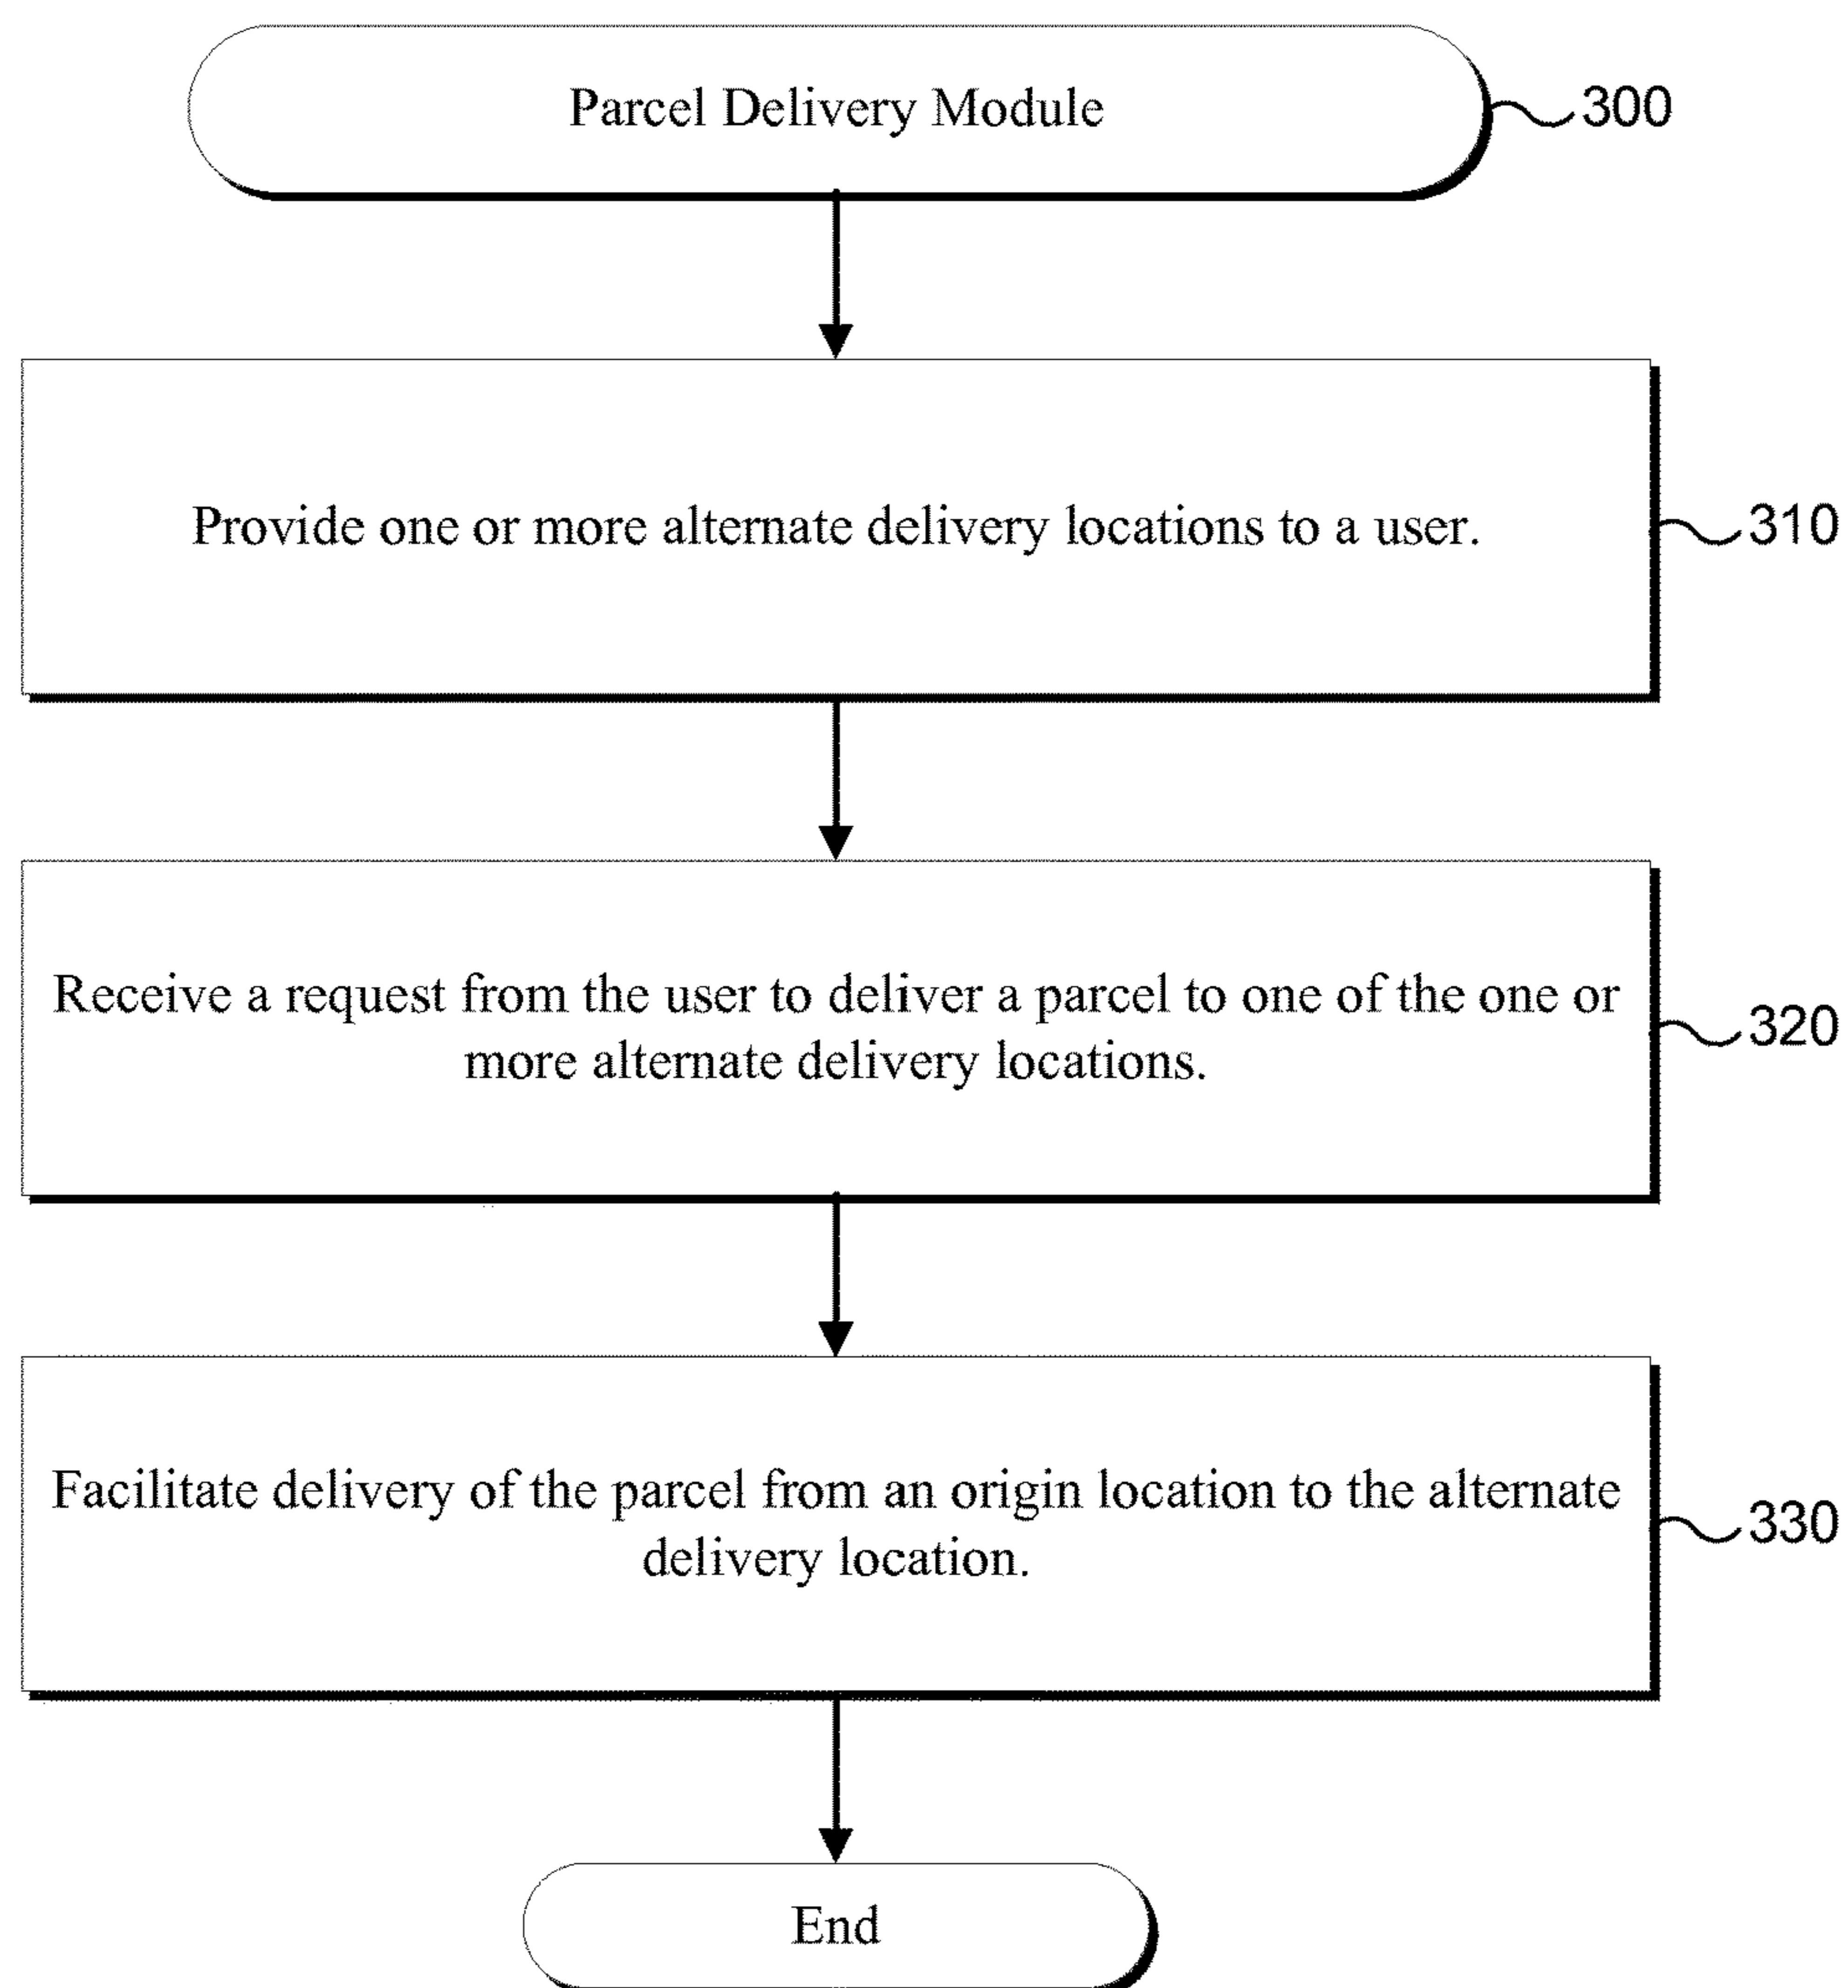 Parcel Delivery Module
300
Provide one or more alternate delivery locations to a user.
310
Receive a request from the user to deliver a parcel to one of the one or
more alternate delivery locations.
320
Facilitate delivery of the parcel from an origin location to the alternate
delivery location.
330
End